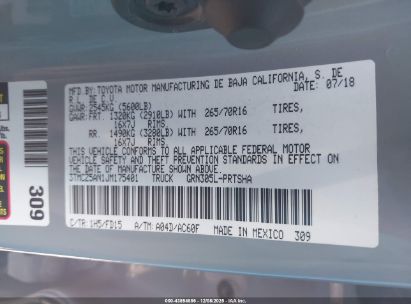 MFD. BY: TOYOTA MOTOR MANUFACTURING DE BAJA CALIFORNIA, S. DE
R.L. DE C.V. DATE: 07/18
GVWR: 2545KG (5600LB)
GAWR: FRT. 1320KG (2910LB) WITH 265/70R16 TIRES,
16X7J RIMS
RR. 1490KG (3280LB) WITH 265/70R16 TIRES,
16X7J RIMS
THIS VEHICLE CONFORMS TO ALL APPLICABLE FEDERAL MOTOR
VEHICLE SAFETY AND THEFT PREVENTION STANDARDS IN EFFECT
ON THE DATE OF MANUFACTURE SHOWN ABOVE.
3TMCZ5AN1JM175401 TRUCK GRN305L-PRTSHA
C/TR: 1H5/FD15 A/TM: A04D/AC60F MADE IN MEXICO 309
309